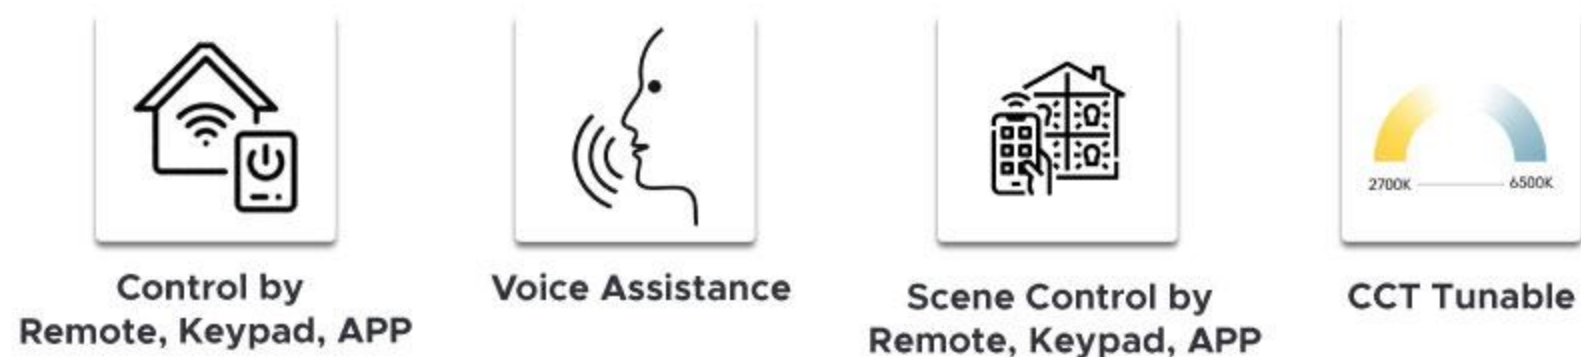 2700K
6500K
Control by
Remote, Keypad, APP
Voice Assistance
Scene Control by
Remote, Keypad, APP
CCT Tunable